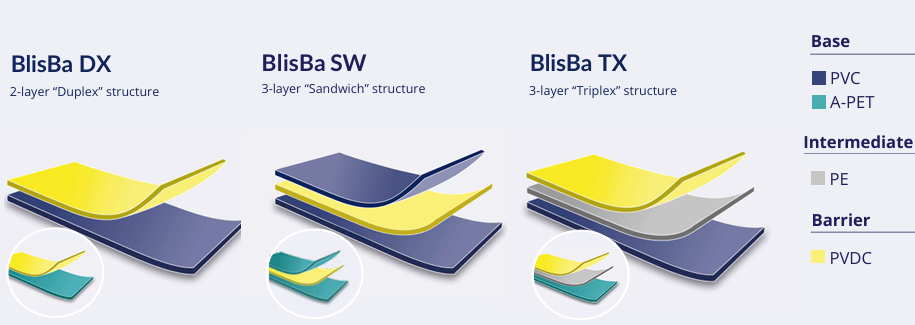 BlisBa DX
2-layer “Duplex” structure
BlisBa SW
3-layer “Sandwich” structure
BlisBa TX
3-layer “Triplex” structure
Base
PVC
A-PET
Intermediate
PE
Barrier
PVDC